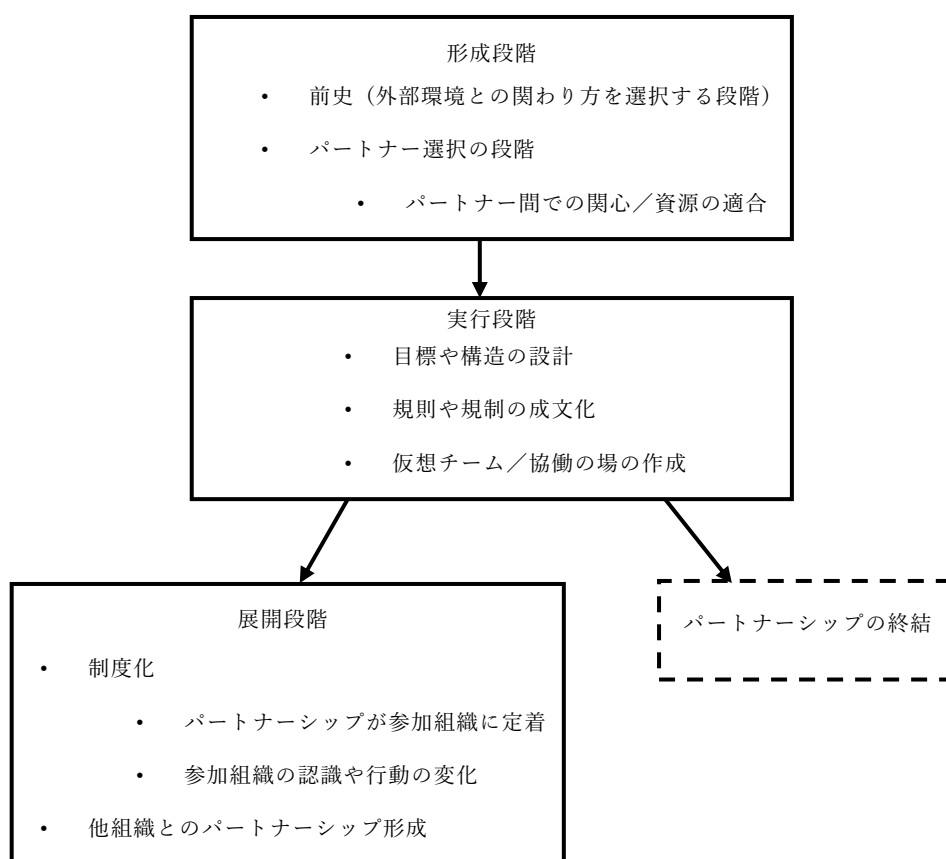 形成段階
• 前史（外部環境との関わり方を選択する段階）
• パートナー選択の段階
• パートナー間での関心／資源の適合
実行段階
• 目標や構造の設計
• 規則や規制の成文化
• 仮想チーム／協働の場の作成
展開段階
• 制度化
• パートナーシップが参加組織に定着
• 参加組織の認識や行動の変化
• 他組織とのパートナーシップ形成
パートナーシップの終結